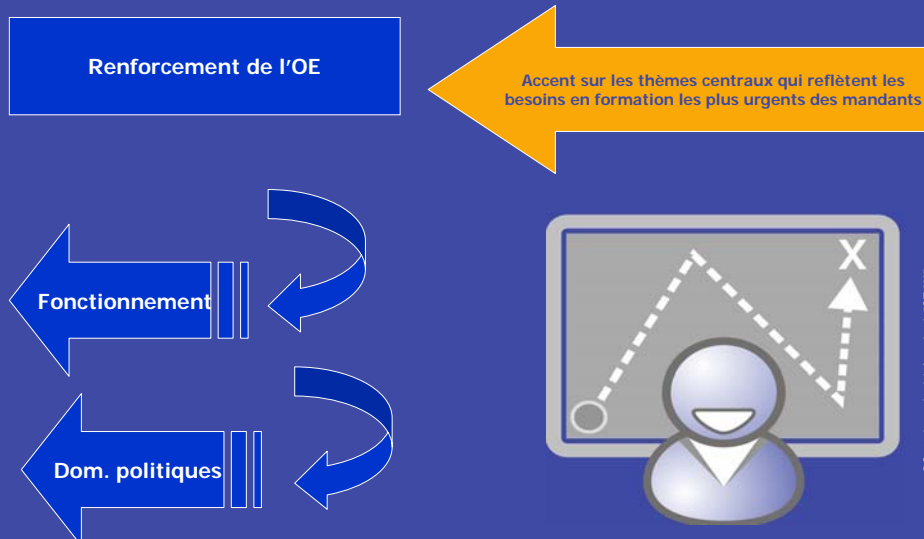 Renforcement de l'OE
Accent sur les thèmes centraux qui reflètent les
besoins en formation les plus urgents des mandants
Fonctionnement
Dom. politiques
X